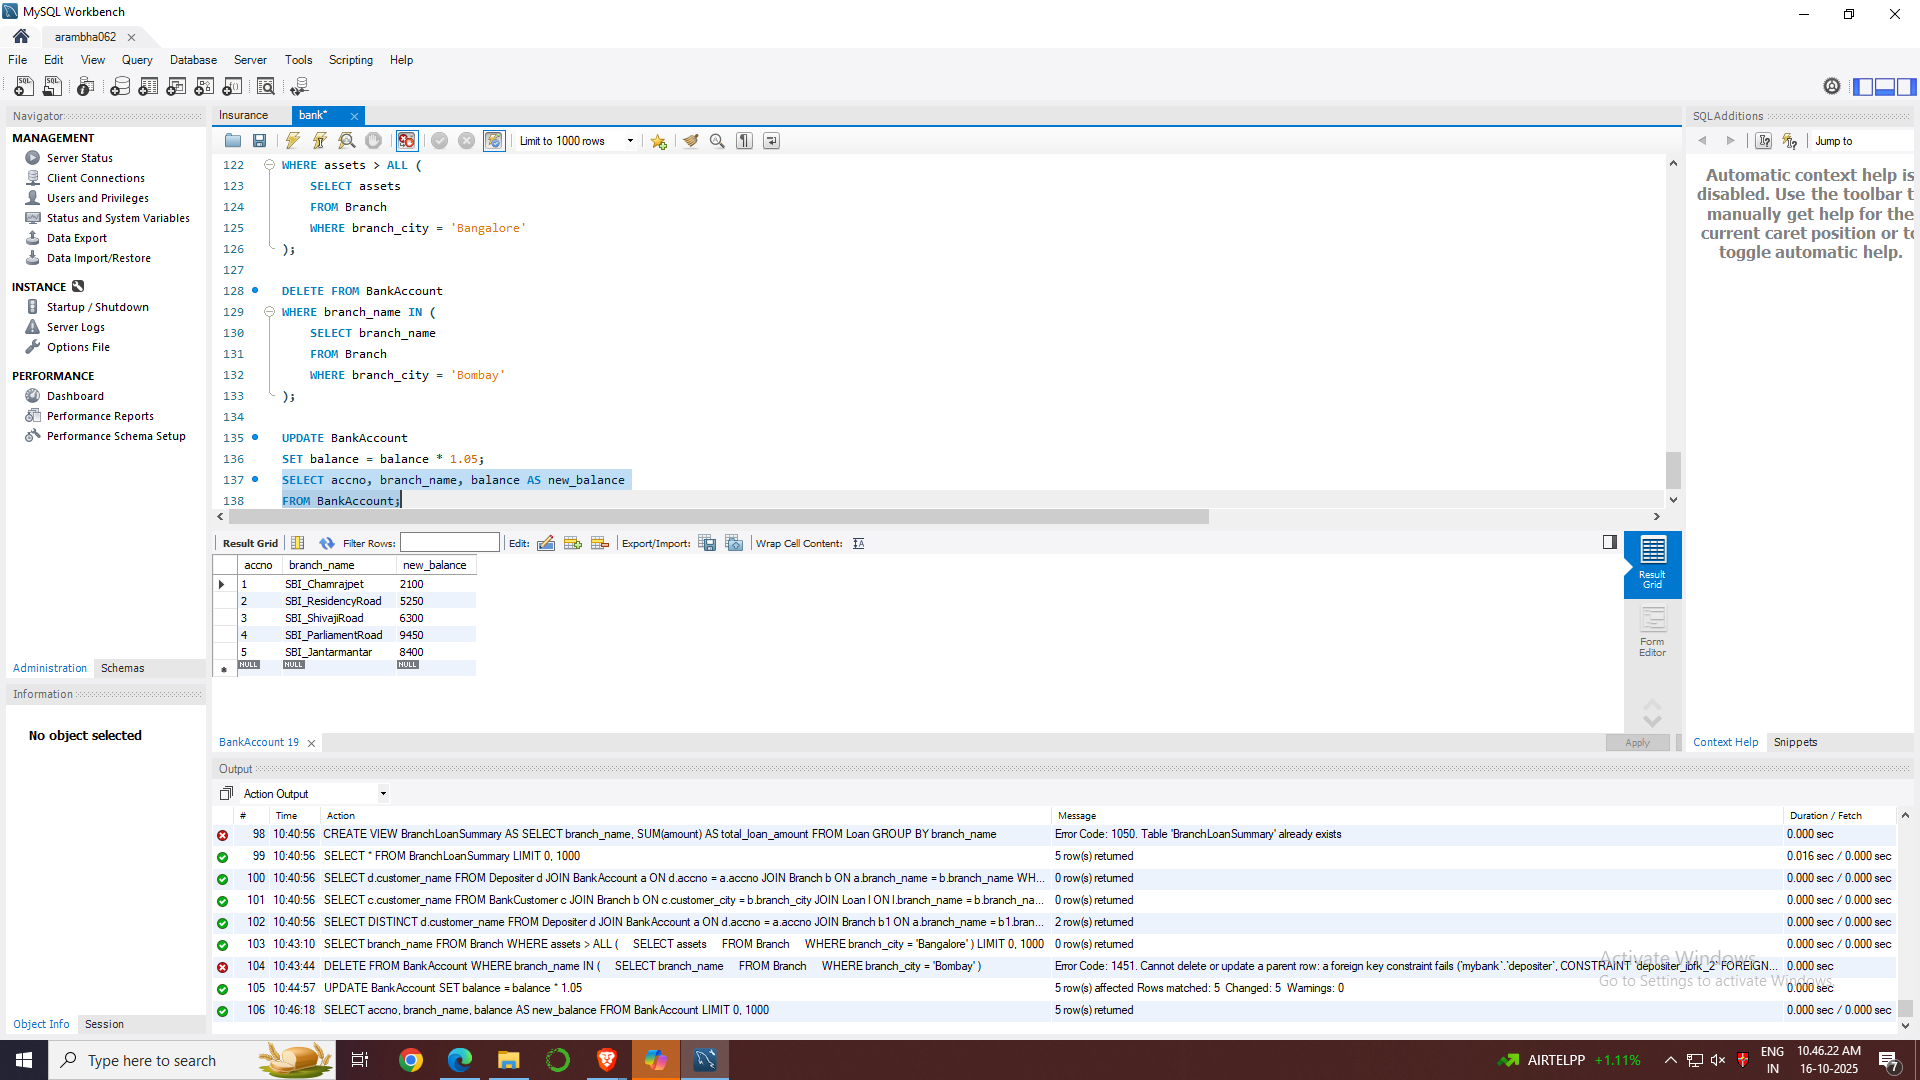 MySQL Workbench
arambha062
File Edit View Query Database Server Tools Scripting Help
Navigator
MANAGEMENT
Server Status
Client Connections
Users and Privileges
Status and System Variables
Data Export
Data Import/Restore
INSTANCE
Startup / Shutdown
Server Logs
Options File
PERFORMANCE
Dashboard
Performance Reports
Performance Schema Setup
Administration Schemas
Information
No object selected
Object Info Session
Insurance bank*
Limit to 1000 rows
122 WHERE assets > ALL (
123 SELECT assets
124 FROM Branch
125 WHERE branch_city = 'Bangalore'
126 );
127
128 DELETE FROM BankAccount
129 WHERE branch_name IN (
130 SELECT branch_name
131 FROM Branch
132 WHERE branch_city = 'Bombay'
133 );
134
135 UPDATE BankAccount
136 SET balance = balance * 1.05;
137 SELECT accno, branch_name, balance AS new_balance
138 FROM BankAccount;
Result Grid Filter Rows: Edit: Export/Import: Wrap Cell Content:
accno branch_name new_balance
1 SBI_Chamrajpet 2100
2 SBI_ResidencyRoad 5250
3 SBI_ShivajiRoad 6300
4 SBI_ParliamentRoad 9450
5 SBI_Jantarmantar 8400
NULL NULL NULL
Result Grid
Form Editor
BankAccount 19
Apply
SQLAdditions
Jump to
Automatic context help is
disabled. Use the toolbar t
manually get help for the
current caret position or to
toggle automatic help.
Context Help Snippets
Output
Action Output
# Time Action Message Duration / Fetch
98 10:40:56 CREATE VIEW BranchLoanSummary AS SELECT branch_name, SUM(amount) AS total_loan_amount FROM Loan GROUP BY branch_name Error Code: 1050. Table 'BranchLoanSummary' already exists 0.000 sec
99 10:40:56 SELECT * FROM BranchLoanSummary LIMIT 0, 1000 5 row(s) returned 0.016 sec / 0.000 sec
100 10:40:56 SELECT d.customer_name FROM Depositer d JOIN BankAccount a ON d.accno = a.accno JOIN Branch b ON a.branch_name = b.branch_name WH... 0 row(s) returned 0.000 sec / 0.000 sec
101 10:40:56 SELECT c.customer_name FROM BankCustomer c JOIN Branch b ON c.customer_city = b.branch_city JOIN Loan l ON l.branch_name = b.branch_na... 0 row(s) returned 0.000 sec / 0.000 sec
102 10:40:56 SELECT DISTINCT d.customer_name FROM Depositer d JOIN BankAccount a ON d.accno = a.accno JOIN Branch b1 ON a.branch_name = b1.bran... 2 row(s) returned 0.000 sec / 0.000 sec
103 10:43:10 SELECT branch_name FROM Branch WHERE assets > ALL ( SELECT assets FROM Branch WHERE branch_city = 'Bangalore' ) LIMIT 0, 1000 0 row(s) returned 0.000 sec / 0.000 sec
104 10:43:44 DELETE FROM BankAccount WHERE branch_name IN ( SELECT branch_name FROM Branch WHERE branch_city = 'Bombay' ) Error Code: 1451. Cannot delete or update a parent row: a foreign key constraint fails (`mybank`.`depositer`, CONSTRAINT `depositer_ibfk_2` FOREIGN... 0.000 sec
105 10:44:57 UPDATE BankAccount SET balance = balance * 1.05 5 row(s) affected Rows matched: 5 Changed: 5 Warnings: 0 0.000 sec
106 10:46:18 SELECT accno, branch_name, balance AS new_balance FROM BankAccount LIMIT 0, 1000 5 row(s) returned 0.000 sec / 0.000 sec
Activate Windows
Go to Settings to activate Windows.
Type here to search
AIRTELPP +1.11%
ENG
IN
10.46.22 AM
16-10-2025
7